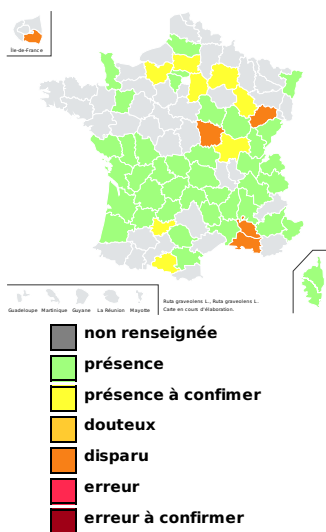 Île-de-France
Guadeloupe Martinique Guyane La Réunion Mayotte
Ruta graveolens L., Ruta graveolens L.
Carte en cours d'élaboration.
non renseignée
présence
présence à confimer
douteux
disparu
erreur
erreur à confirmer